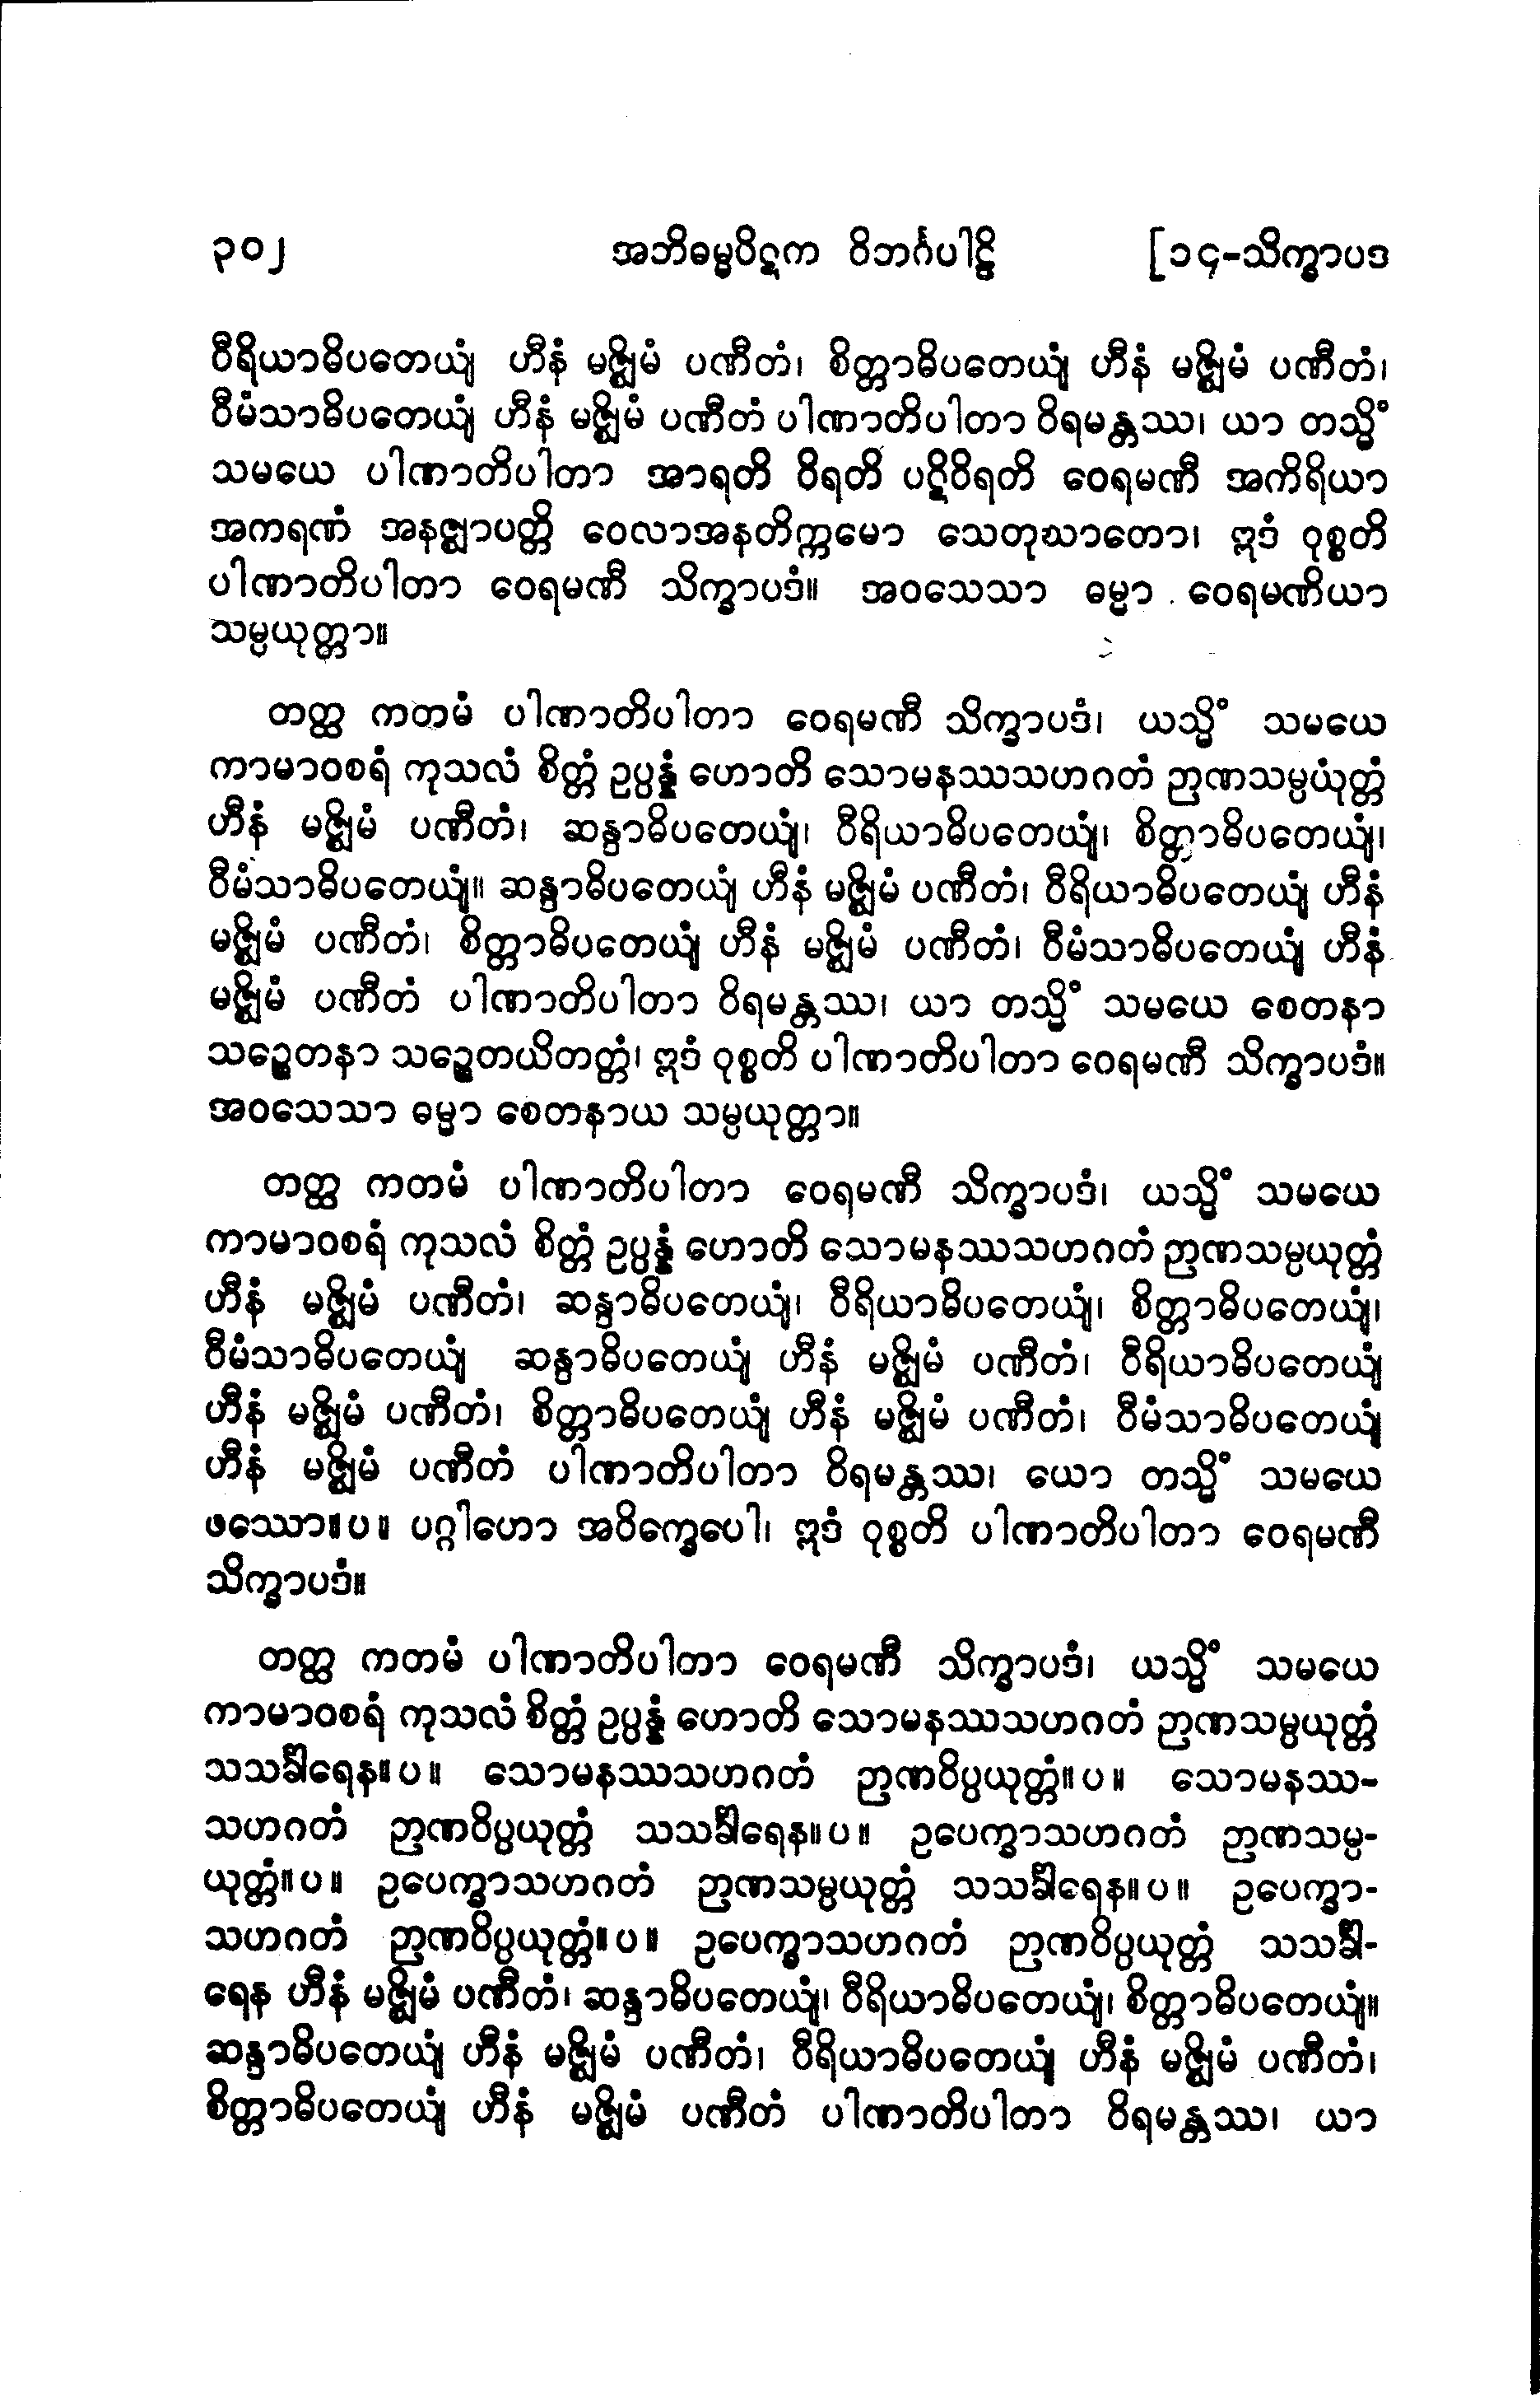 ၃၀၂ အဘိဓမ္မပိဋက ဝိဘင်္ဂပါဠိ [၁၄-သိက္ခာပဒ
ဝီရိယာဓိပတေယျံ ဟီနံ မဇ္ဈိမံ ပဏီတံ၊ စိတ္တာဓိပတေယျံ ဟီနံ မဇ္ဈိမံ ပဏီတံ၊
ဝီမံသာဓိပတေယျံ ဟီနံ မဇ္ဈိမံ ပဏီတံ ပါဏာတိပါတာ ဝိရမန္တဿ၊ ယာ တသ္မိံ
သမယေ ပါဏာတိပါတာ အာရတိ ဝိရတိ ပဋိဝိရတိ ဝေရမဏီ အကိရိယာ
အကရဏံ အနဇ္ဈာပတ္တိ ဝေလာအနတိက္ကမော သေတုဃာတော၊ ဣဒံ ဝုစ္စတိ
ပါဏာတိပါတာ ဝေရမဏီ သိက္ခာပဒံ။ အဝသေသာ ဓမ္မာ ဝေရမဏိယာ
သမ္ပယုတ္တာ။
တတ္ထ ကတမံ ပါဏာတိပါတာ ဝေရမဏီ သိက္ခာပဒံ၊ ယသ္မိံ သမယေ
ကာမာဝစရံ ကုသလံ စိတ္တံ ဥပ္ပန္နံ ဟောတိ သောမနဿသဟဂတံ ဉာဏသမ္ပယုတ္တံ
ဟီနံ မဇ္ဈိမံ ပဏီတံ၊ ဆန္ဒာဓိပတေယျံ၊ ဝီရိယာဓိပတေယျံ၊ စိတ္တာဓိပတေယျံ၊
ဝီမံသာဓိပတေယျံ။ ဆန္ဒာဓိပတေယျံ ဟီနံ မဇ္ဈိမံ ပဏီတံ၊ ဝီရိယာဓိပတေယျံ ဟီနံ
မဇ္ဈိမံ ပဏီတံ၊ စိတ္တာဓိပတေယျံ ဟီနံ မဇ္ဈိမံ ပဏီတံ၊ ဝီမံသာဓိပတေယျံ ဟီနံ
မဇ္ဈိမံ ပဏီတံ ပါဏာတိပါတာ ဝိရမန္တဿ၊ ယာ တသ္မိံ သမယေ စေတနာ
သဉ္စေတနာ သဉ္စေတယိတတ္တံ၊ ဣဒံ ဝုစ္စတိ ပါဏာတိပါတာ ဝေရမဏီ သိက္ခာပဒံ။
အဝသေသာ ဓမ္မာ စေတနာယ သမ္ပယုတ္တာ။
တတ္ထ ကတမံ ပါဏာတိပါတာ ဝေရမဏီ သိက္ခာပဒံ၊ ယသ္မိံ သမယေ
ကာမာဝစရံ ကုသလံ စိတ္တံ ဥပ္ပန္နံ ဟောတိ သောမနဿသဟဂတံ ဉာဏသမ္ပယုတ္တံ
ဟီနံ မဇ္ဈိမံ ပဏီတံ၊ ဆန္ဒာဓိပတေယျံ၊ ဝီရိယာဓိပတေယျံ၊ စိတ္တာဓိပတေယျံ၊
ဝီမံသာဓိပတေယျံ ဆန္ဒာဓိပတေယျံ ဟီနံ မဇ္ဈိမံ ပဏီတံ၊ ဝီရိယာဓိပတေယျံ
ဟီနံ မဇ္ဈိမံ ပဏီတံ၊ စိတ္တာဓိပတေယျံ ဟီနံ မဇ္ဈိမံ ပဏီတံ၊ ဝီမံသာဓိပတေယျံ
ဟီနံ မဇ္ဈိမံ ပဏီတံ ပါဏာတိပါတာ ဝိရမန္တဿ၊ ယော တသ္မိံ သမယေ
ဖဿော။ပ။ ပဂ္ဂါဟော အဝိက္ခေပေါ၊ ဣဒံ ဝုစ္စတိ ပါဏာတိပါတာ ဝေရမဏီ
သိက္ခာပဒံ။
တတ္ထ ကတမံ ပါဏာတိပါတာ ဝေရမဏီ သိက္ခာပဒံ၊ ယသ္မိံ သမယေ
ကာမာဝစရံ ကုသလံ စိတ္တံ ဥပ္ပန္နံ ဟောတိ သောမနဿသဟဂတံ ဉာဏသမ္ပယုတ္တံ
သသင်္ခါရေန။ပ။ သောမနဿသဟဂတံ ဉာဏဝိပ္ပယုတ္တံ။ပ။ သောမနဿ-
သဟဂတံ ဉာဏဝိပ္ပယုတ္တံ သသင်္ခါရေန။ပ။ ဥပေက္ခာသဟဂတံ ဉာဏသမ္ပ-
ယုတ္တံ။ပ။ ဥပေက္ခာသဟဂတံ ဉာဏသမ္ပယုတ္တံ သသင်္ခါရေန။ပ။ ဥပေက္ခာ-
သဟဂတံ ဉာဏဝိပ္ပယုတ္တံ။ပ။ ဥပေက္ခာသဟဂတံ ဉာဏဝိပ္ပယုတ္တံ သသင်္ခါ-
ရေန ဟီနံ မဇ္ဈိမံ ပဏီတံ၊ ဆန္ဒာဓိပတေယျံ၊ ဝီရိယာဓိပတေယျံ၊ စိတ္တာဓိပတေယျံ။
ဆန္ဒာဓိပတေယျံ ဟီနံ မဇ္ဈိမံ ပဏီတံ၊ ဝီရိယာဓိပတေယျံ ဟီနံ မဇ္ဈိမံ ပဏီတံ၊
စိတ္တာဓိပတေယျံ ဟီနံ မဇ္ဈိမံ ပဏီတံ ပါဏာတိပါတာ ဝိရမန္တဿ၊ ယာ